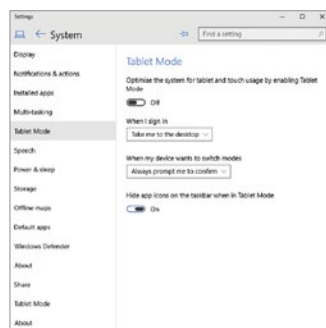 Settings
System
Find a setting
Display
Notifications & actions
Installed apps
Multi-tasking
Tablet Mode
Speech
Power & sleep
Storage
Offline maps
Default apps
Windows Defender
About
Share
Tablet Mode
About
Tablet Mode
Optimise the system for tablet and touch usage by enabling Tablet
Mode
Off
When I sign in
Take me to the desktop
When my device wants to switch modes
Always prompt me to confirm
Hide app icons on the taskbar when in Tablet Mode
On